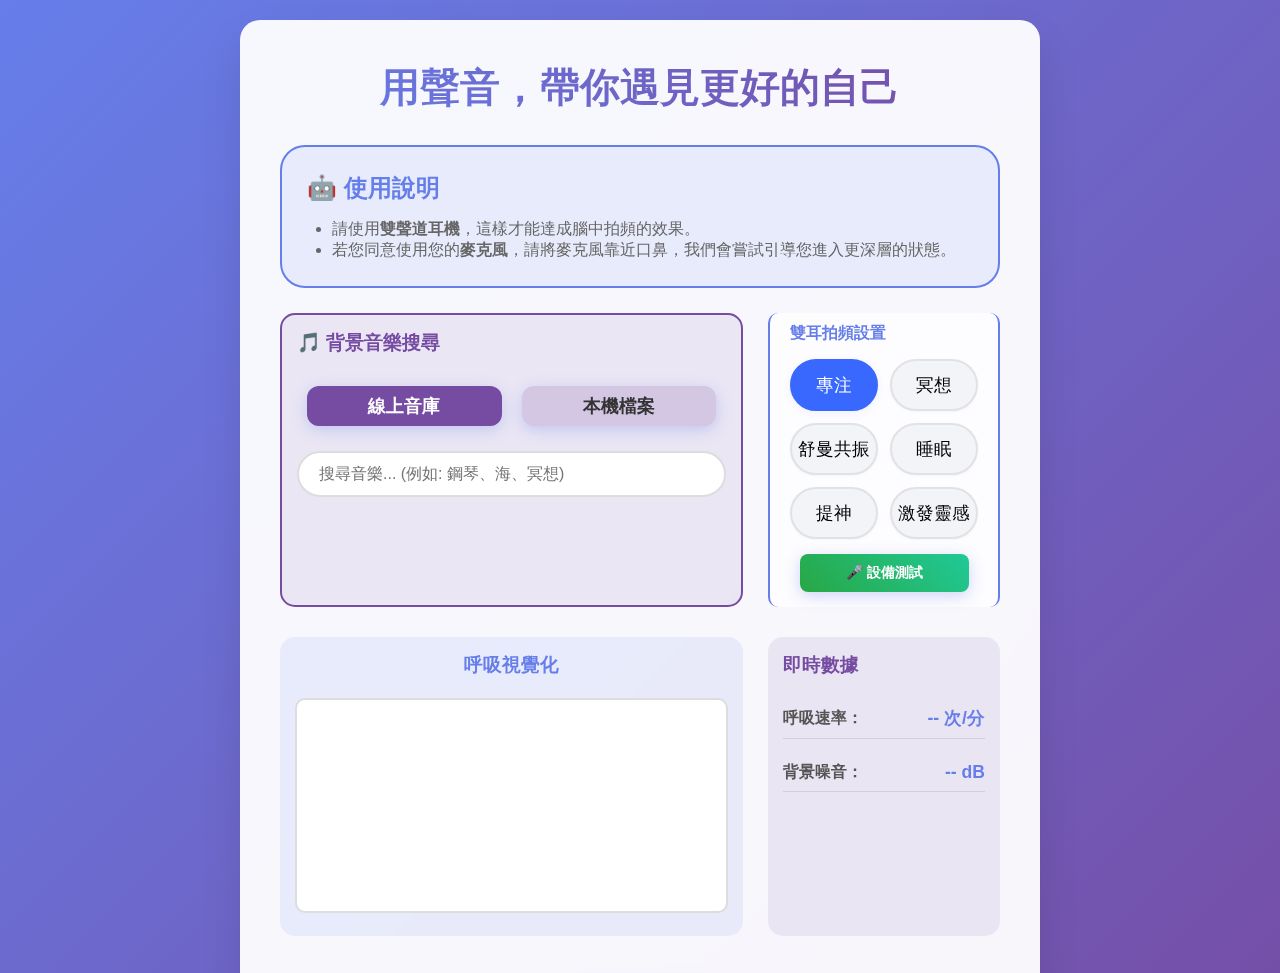 用聲音，帶你遇見更好的自己
🤖 使用說明
請使用雙聲道耳機，這樣才能達成腦中拍頻的效果。
若您同意使用您的麥克風，請將麥克風靠近口鼻，我們會嘗試引導您進入更深層的狀態。
🎵 背景音樂搜尋
線上音庫 本機檔案
搜尋音樂... (例如: 鋼琴、海、冥想)
雙耳拍頻設置
專注 冥想
舒曼共振 睡眠
提神 激發靈感
🎤 設備測試
呼吸視覺化
即時數據
呼吸速率： -- 次/分
背景噪音： -- dB